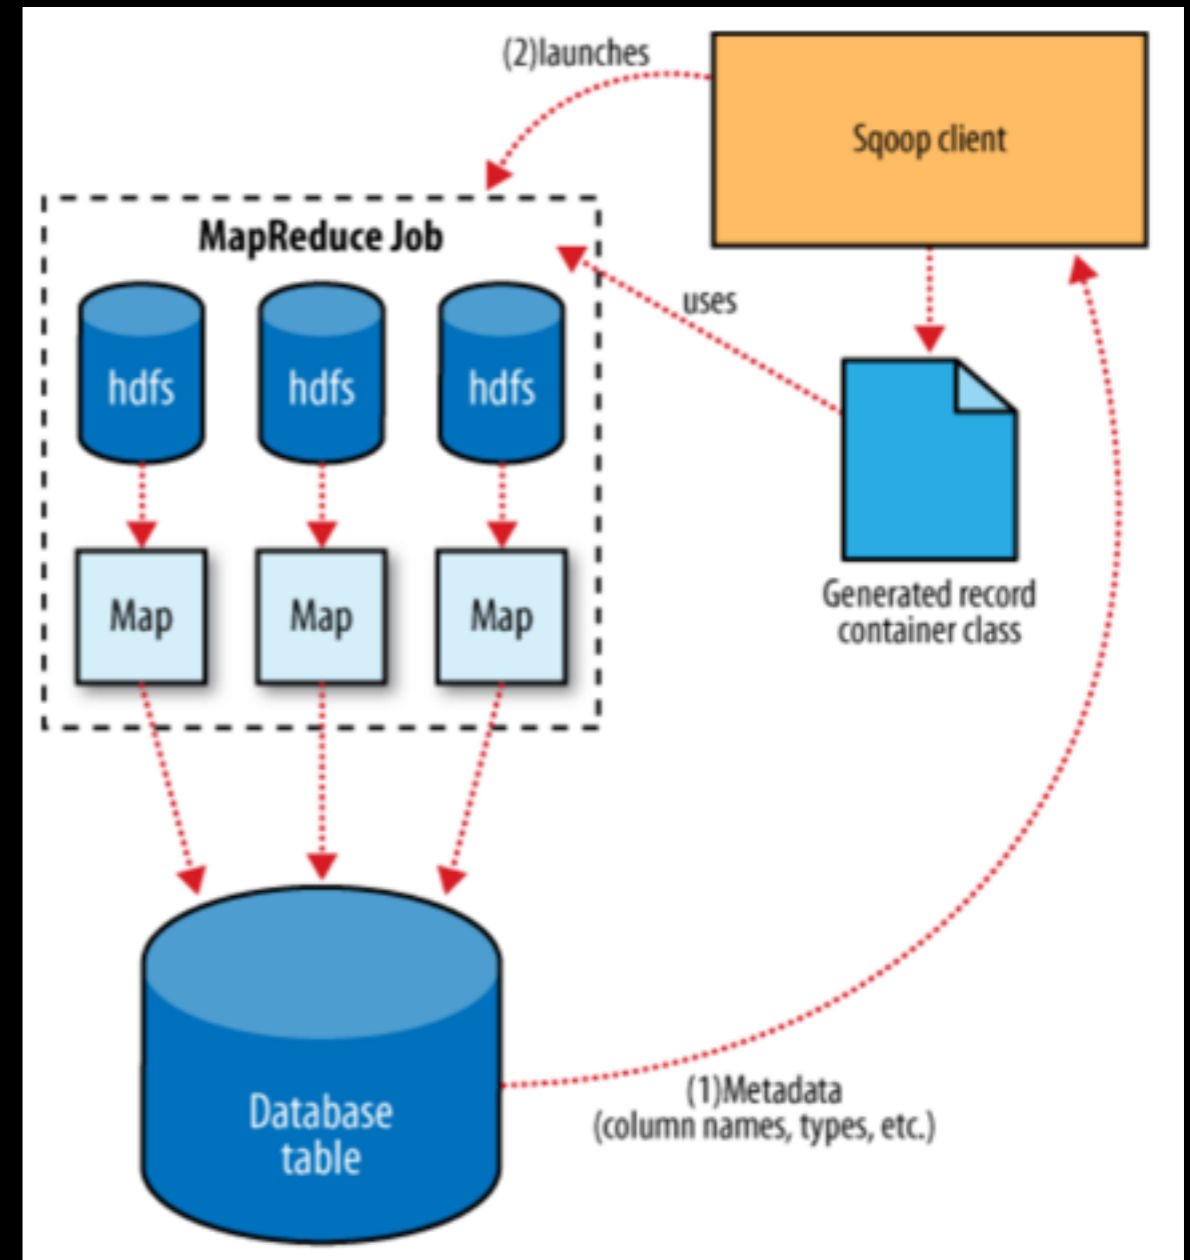 (2)launches
Sqoop client
MapReduce Job
uses
hdfs
hdfs
hdfs
Map
Map
Map
Generated record
container class
Database
table
(1)Metadata
(column names, types, etc.)